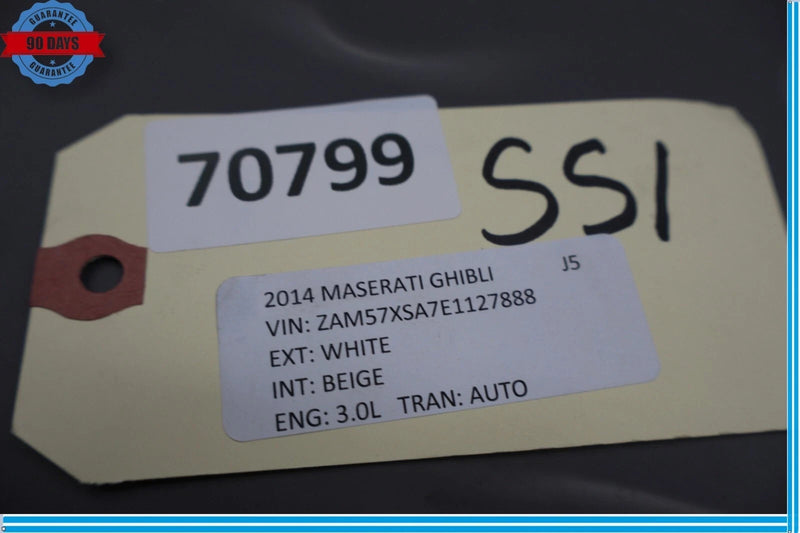 GUARANTEE
90 DAYS
GUARANTEE
70799
SS1
2014 MASERATI GHIBLI J5
VIN: ZAM57XSA7E1127888
EXT: WHITE
INT: BEIGE
ENG: 3.0L TRAN: AUTO